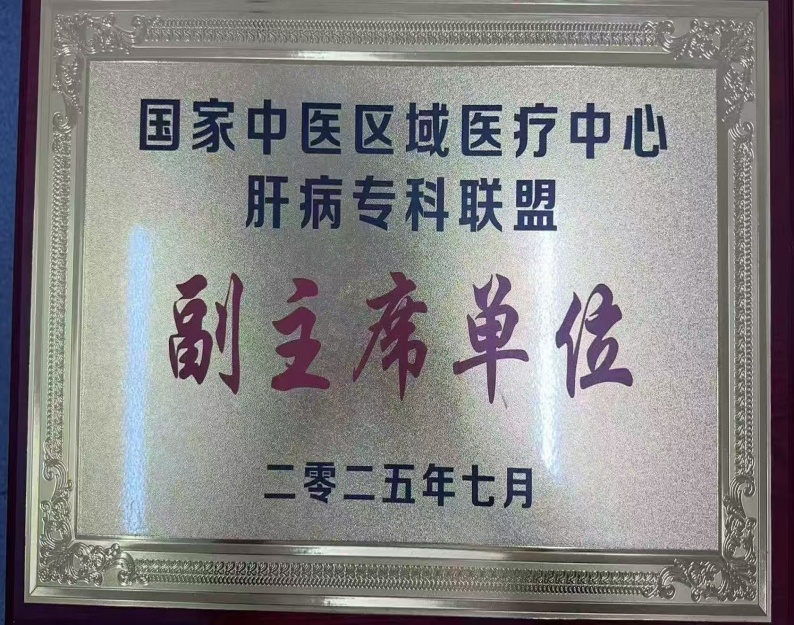 国家中医区域医疗中心
肝病专科联盟
副主席单位
二零二五年七月